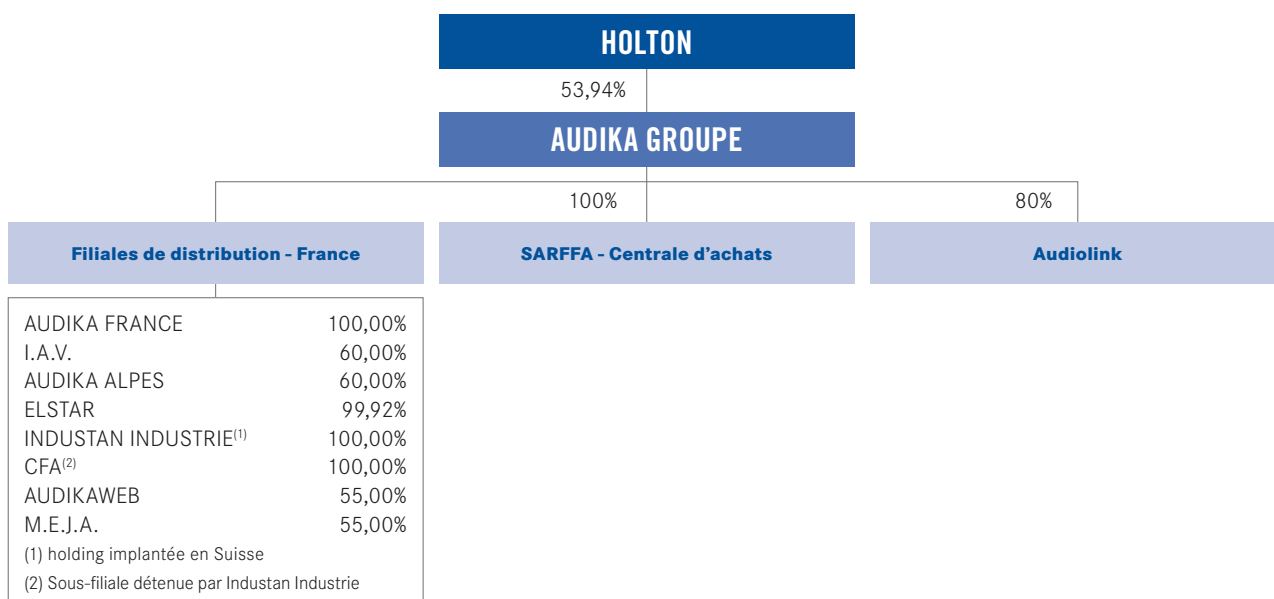 HOLTON
53,94%
AUDIKA GROUPE
100%
80%
Filiales de distribution - France
SARFFA - Centrale d'achats
Audiolink
AUDIKA FRANCE 100,00%
I.A.V. 60,00%
AUDIKA ALPES 60,00%
ELSTAR 99,92%
INDUSTAN INDUSTRIE(1) 100,00%
CFA(2) 100,00%
AUDIKAWEB 55,00%
M.E.J.A. 55,00%
(1) holding implantée en Suisse
(2) Sous-filiale détenue par Industan Industrie